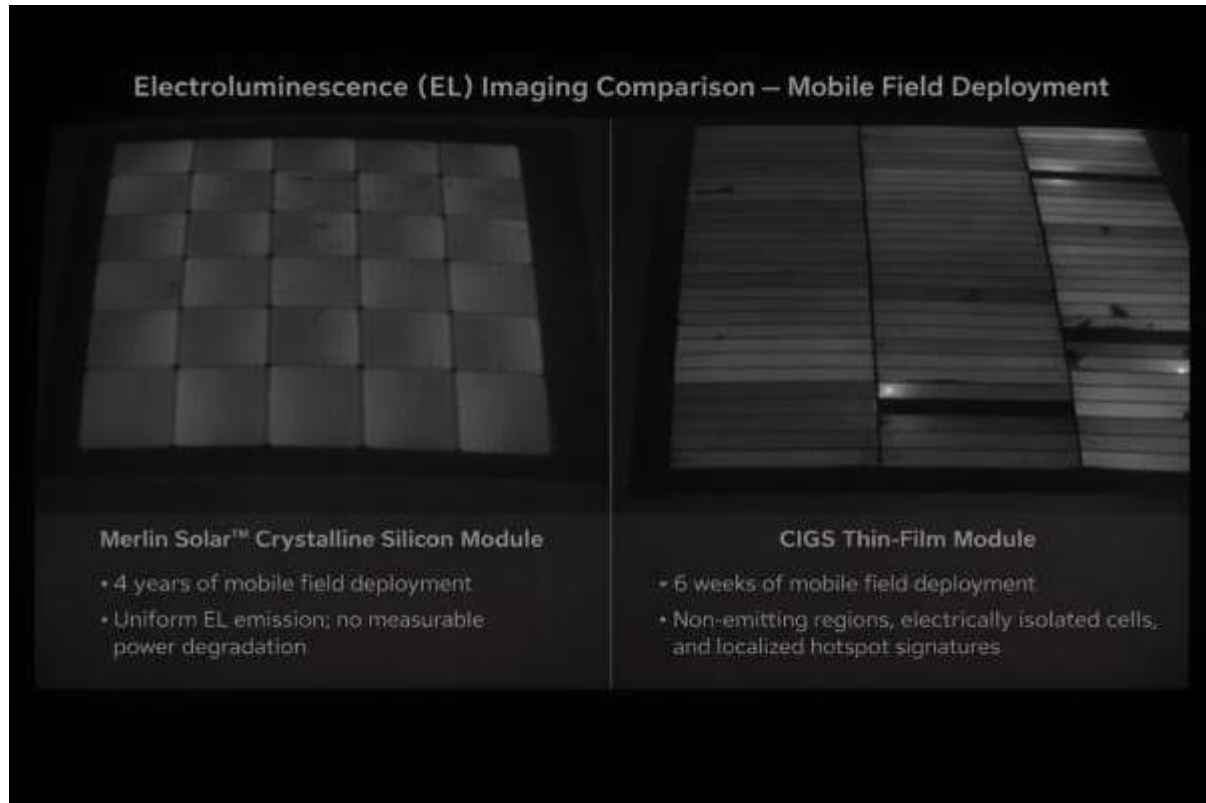 Electroluminescence (EL) Imaging Comparison – Mobile Field Deployment
Merlin Solar™ Crystalline Silicon Module
• 4 years of mobile field deployment
• Uniform EL emission; no measurable
power degradation
CIGS Thin-Film Module
• 6 weeks of mobile field deployment
• Non-emitting regions, electrically isolated cells,
and localized hotspot signatures